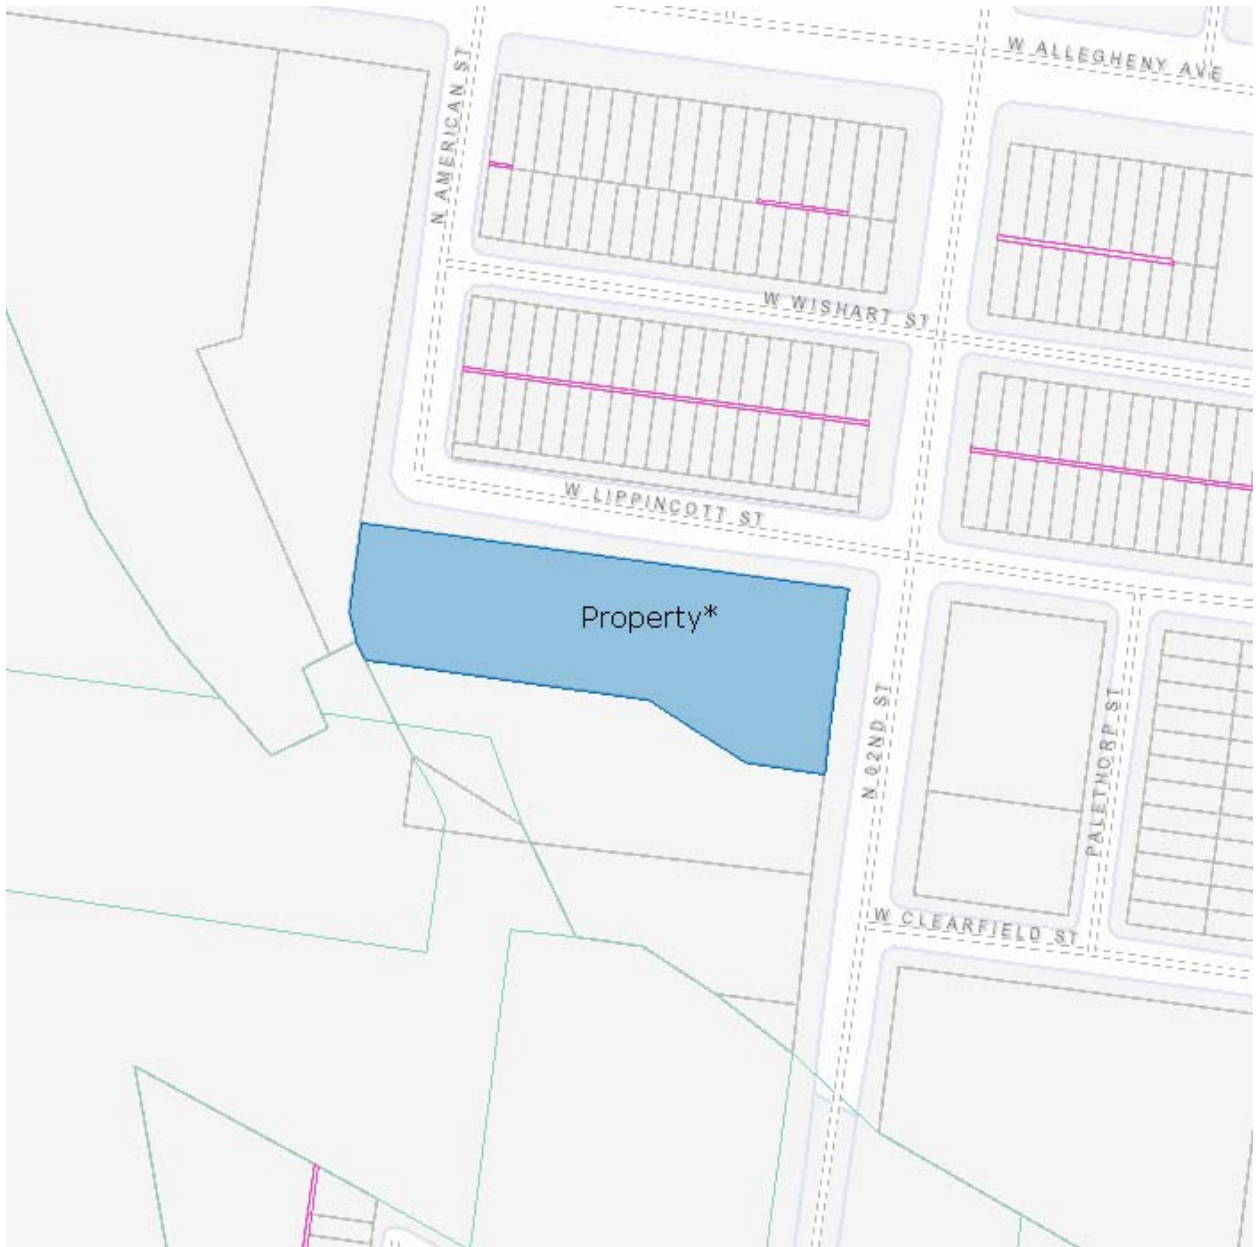 W ALLEGHENY AVE
N AMERICAN ST
W WISHART ST
W LIPPINCOTT ST
Property*
N 02ND ST
PALETHORP ST
W CLEARFIELD ST